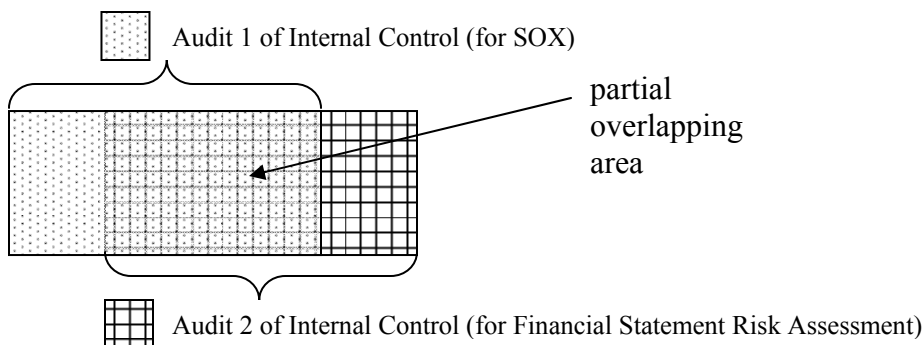 Audit 1 of Internal Control (for SOX)
partial
overlapping
area
Audit 2 of Internal Control (for Financial Statement Risk Assessment)